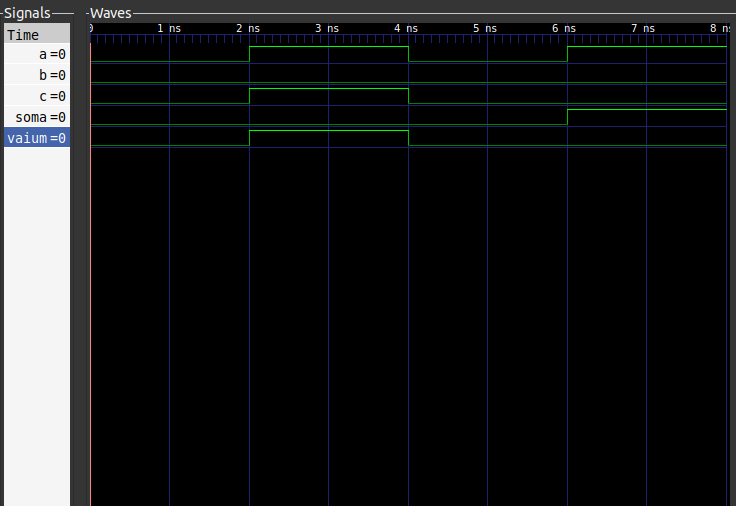 Signals Waves
Time 0 1 ns 2 ns 3 ns 4 ns 5 ns 6 ns 7 ns 8 ns
a=0
b=0
c=0
soma=0
vaium=0